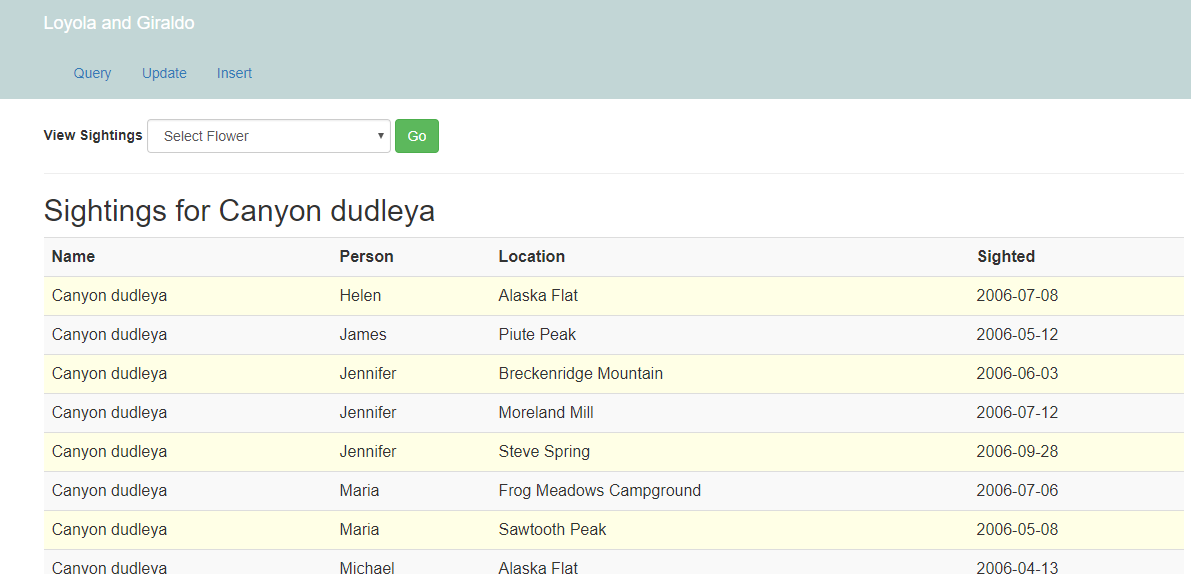 Loyola and Giraldo
Query Update Insert
View Sightings Select Flower Go
Sightings for Canyon dudleya
Name Person Location Sighted
Canyon dudleya Helen Alaska Flat 2006-07-08
Canyon dudleya James Piute Peak 2006-05-12
Canyon dudleya Jennifer Breckenridge Mountain 2006-06-03
Canyon dudleya Jennifer Moreland Mill 2006-07-12
Canyon dudleya Jennifer Steve Spring 2006-09-28
Canyon dudleya Maria Frog Meadows Campground 2006-07-06
Canyon dudleya Maria Sawtooth Peak 2006-05-08
Canyon dudleya Michael Alaska Flat 2006-04-13